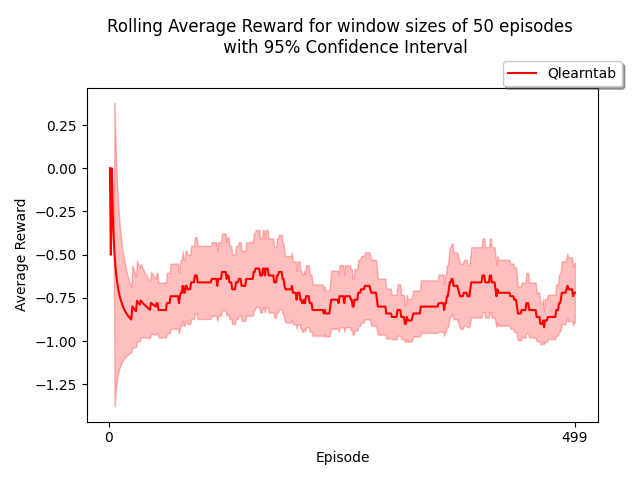 Rolling Average Reward for window sizes of 50 episodes
with 95% Confidence Interval
Qlearntab
0.25
0.00
−0.25
−0.50
−0.75
−1.00
−1.25
Average Reward
0 499
Episode